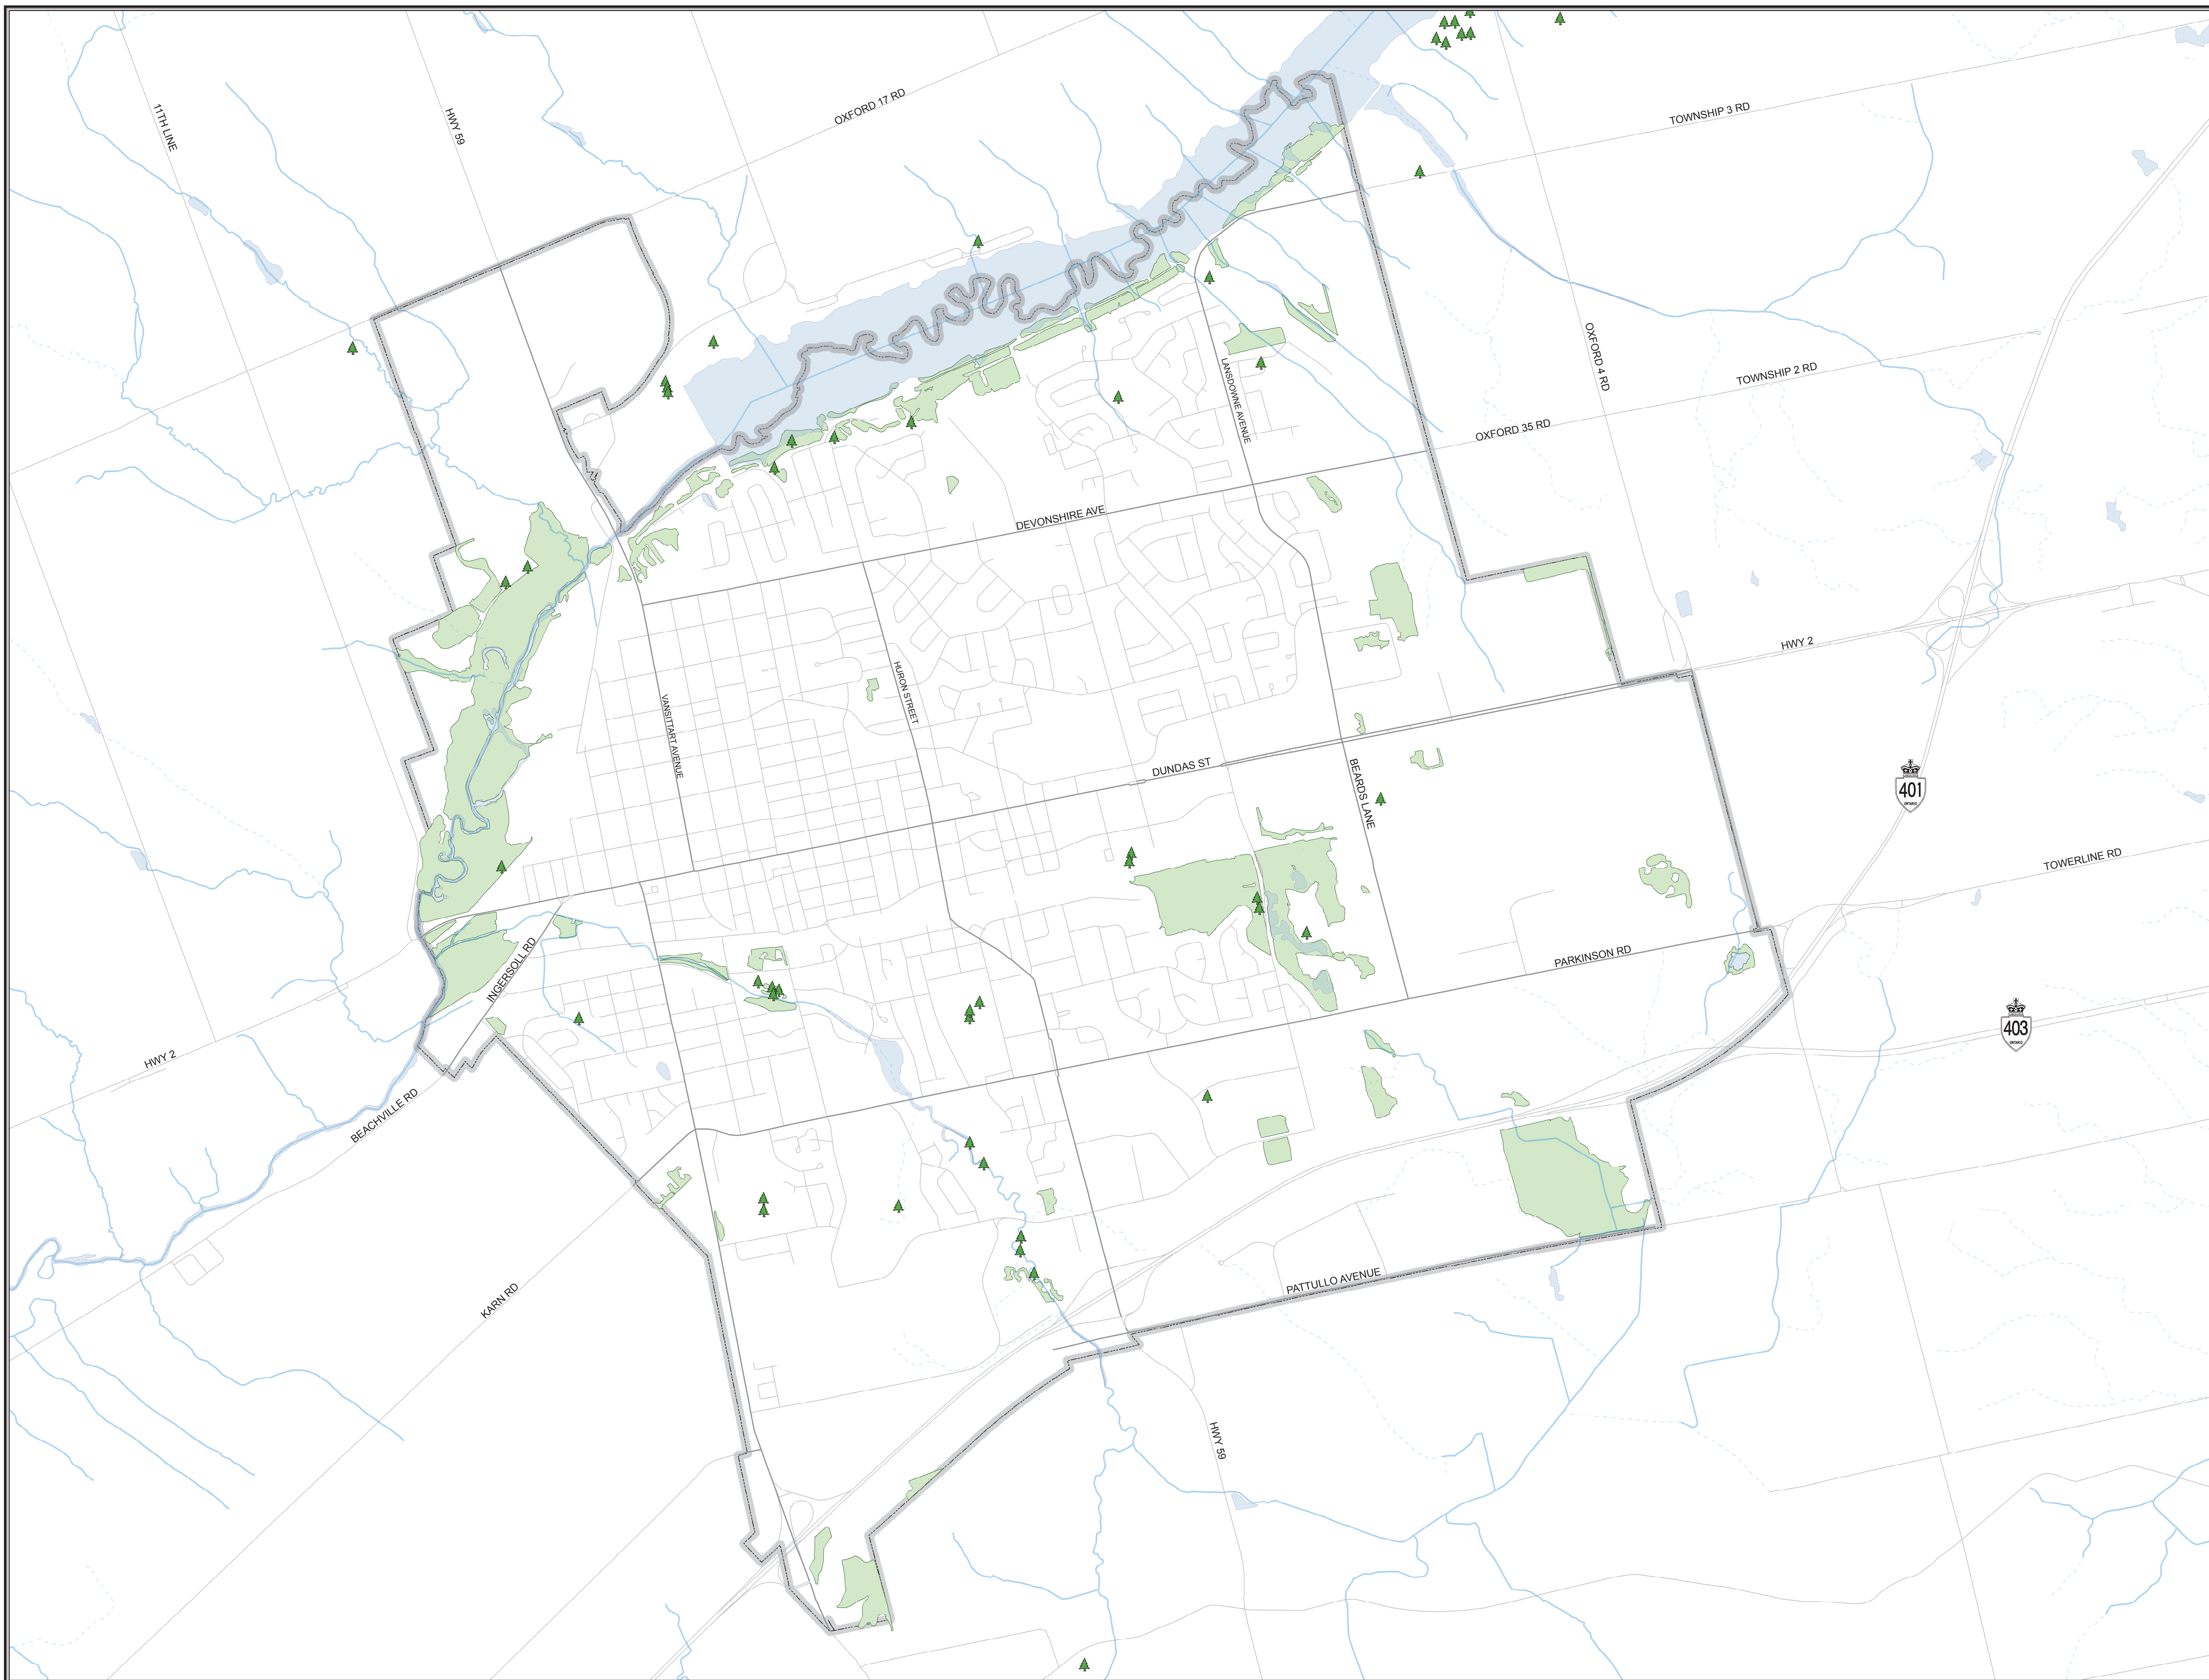 11TH LINE
HWY 59
OXFORD 17 RD
TOWNSHIP 3 RD
OXFORD 4 RD
TOWNSHIP 2 RD
LANSDOWNE AVENUE
OXFORD 35 RD
DEVONSHIRE AVE
HWY 2
HURON STREET
VANSITTART AVENUE
DUNDAS ST
BEARDS LANE
401
ONTARIO
TOWERLINE RD
INGERSOLL RD
PARKINSON RD
403
ONTARIO
HWY 2
BEACHVILLE RD
KARN RD
PATTULLO AVENUE
HWY 59